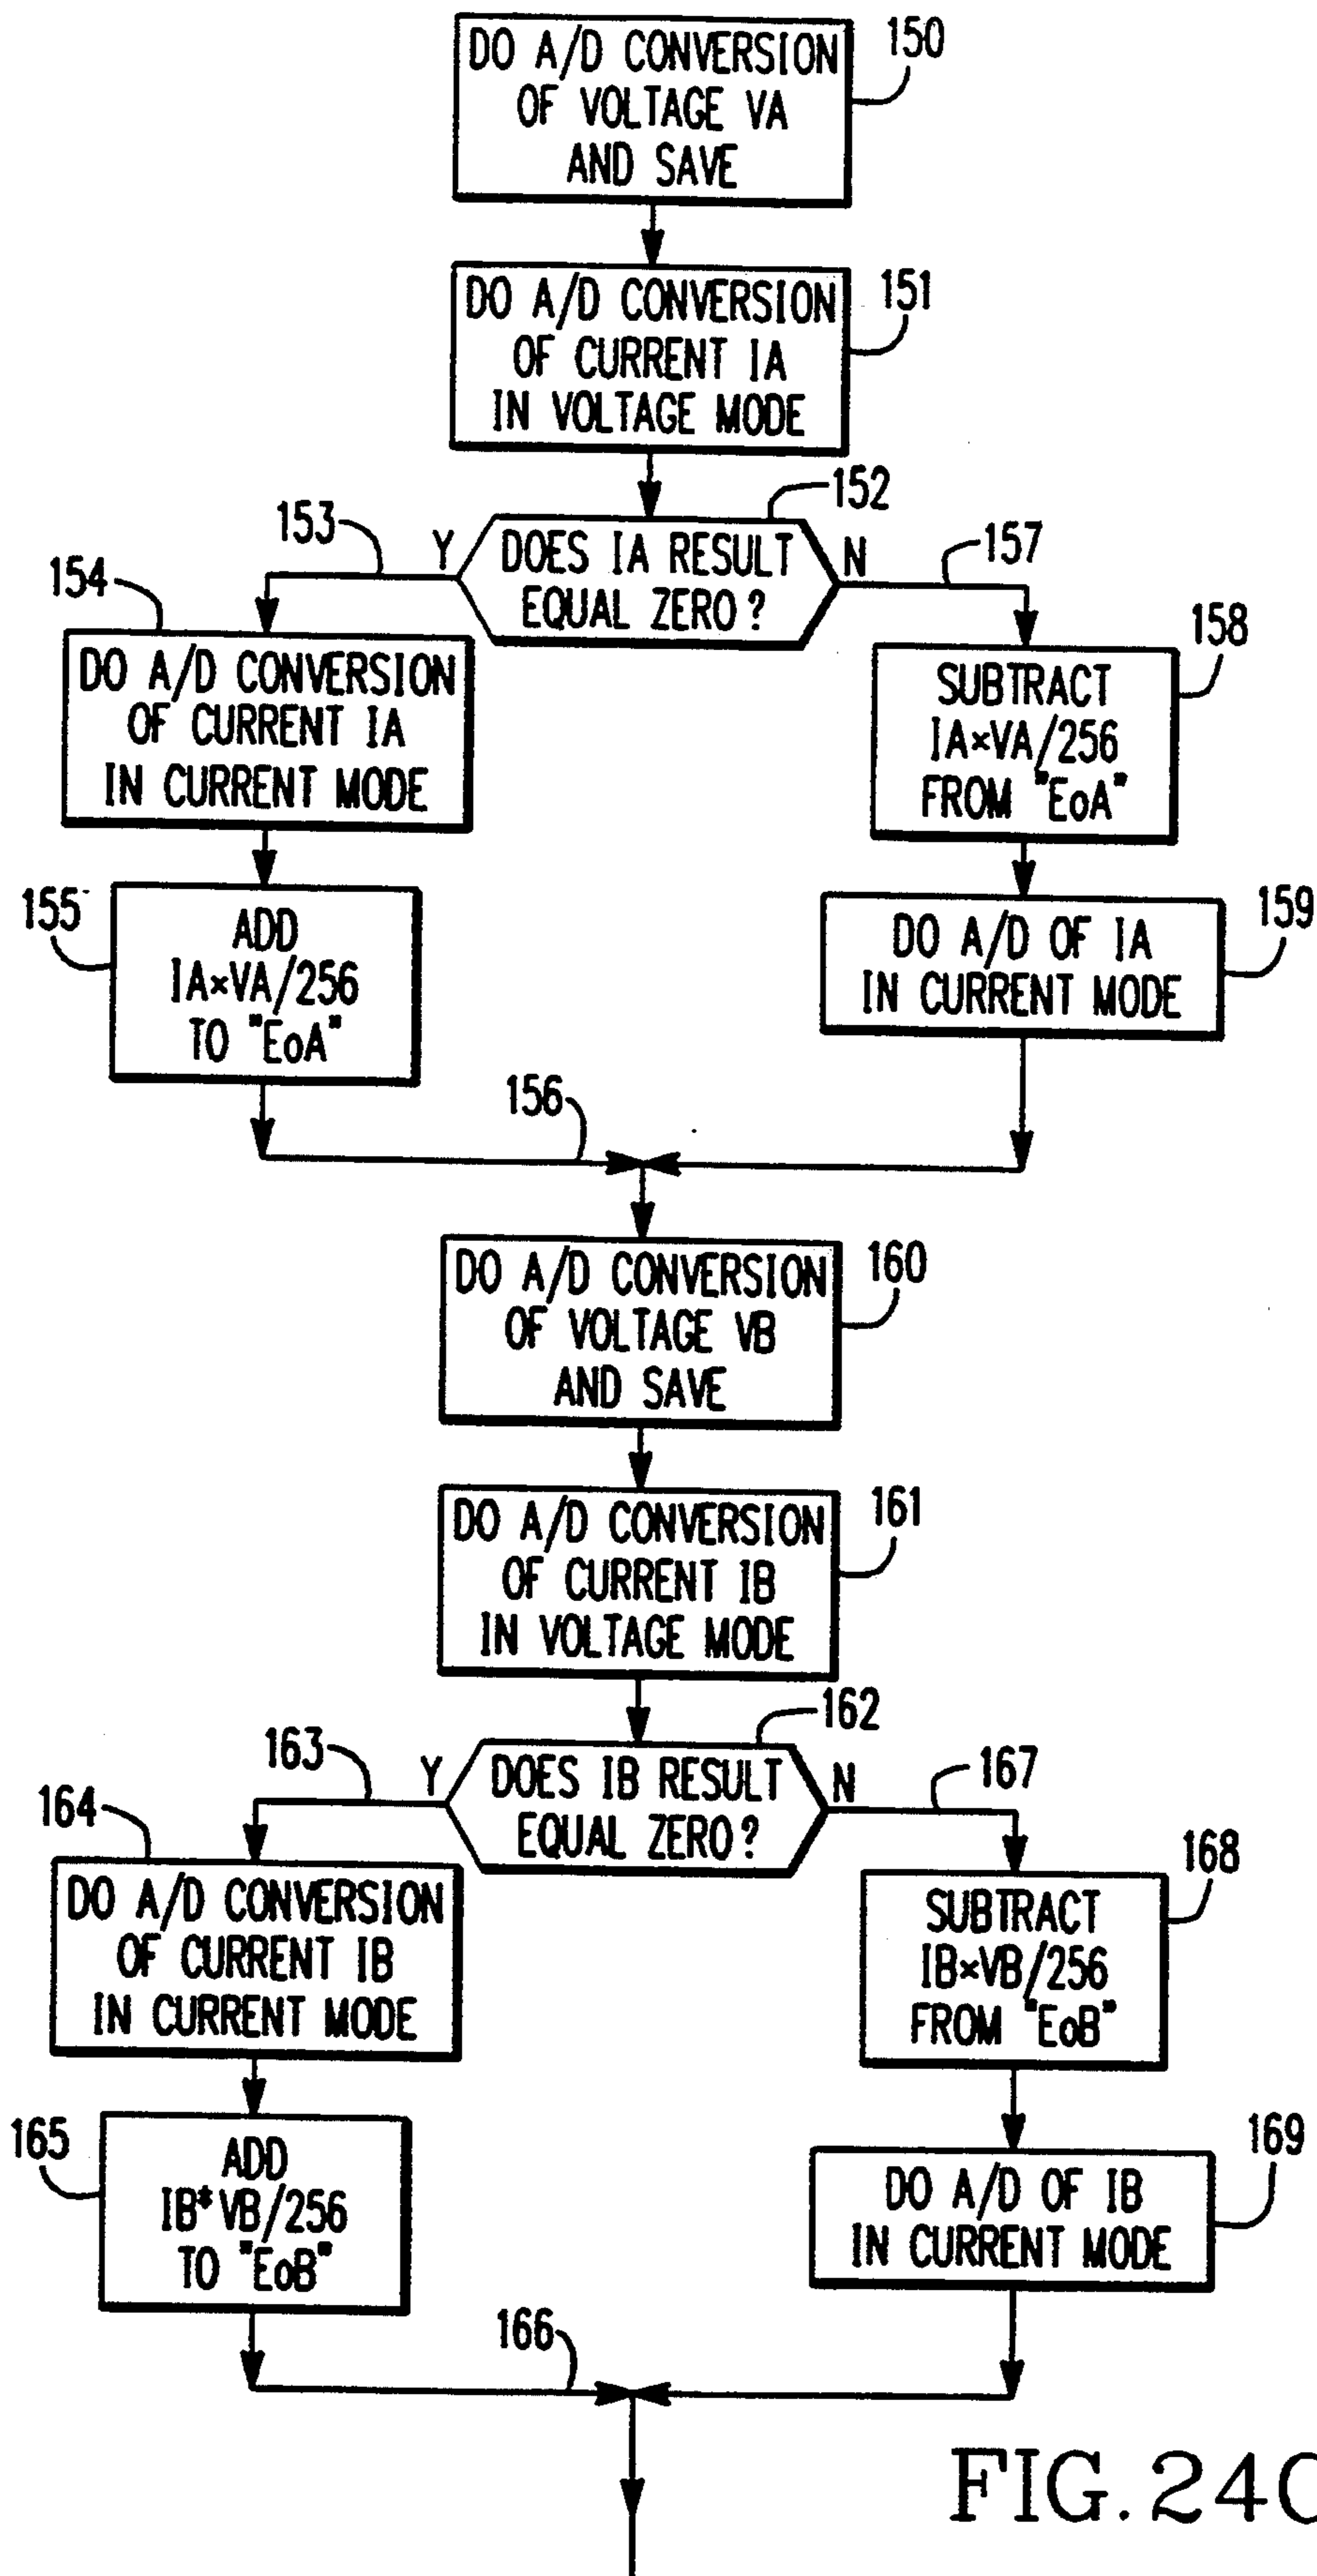 DO A/D CONVERSION
OF VOLTAGE VA
AND SAVE
150
DO A/D CONVERSION
OF CURRENT IA
IN VOLTAGE MODE
151
152
DOES IA RESULT
EQUAL ZERO?
153
Y
N
157
154
DO A/D CONVERSION
OF CURRENT IA
IN CURRENT MODE
158
SUBTRACT
IA×VA/256
FROM "EoA"
155
ADD
IA×VA/256
TO "EoA"
159
DO A/D OF IA
IN CURRENT MODE
156
DO A/D CONVERSION
OF VOLTAGE VB
AND SAVE
160
DO A/D CONVERSION
OF CURRENT IB
IN VOLTAGE MODE
161
162
DOES IB RESULT
EQUAL ZERO?
163
Y
N
167
164
DO A/D CONVERSION
OF CURRENT IB
IN CURRENT MODE
168
SUBTRACT
IB×VB/256
FROM "EoB"
165
ADD
IB*VB/256
TO "EoB"
169
DO A/D OF IB
IN CURRENT MODE
166
FIG. 24C